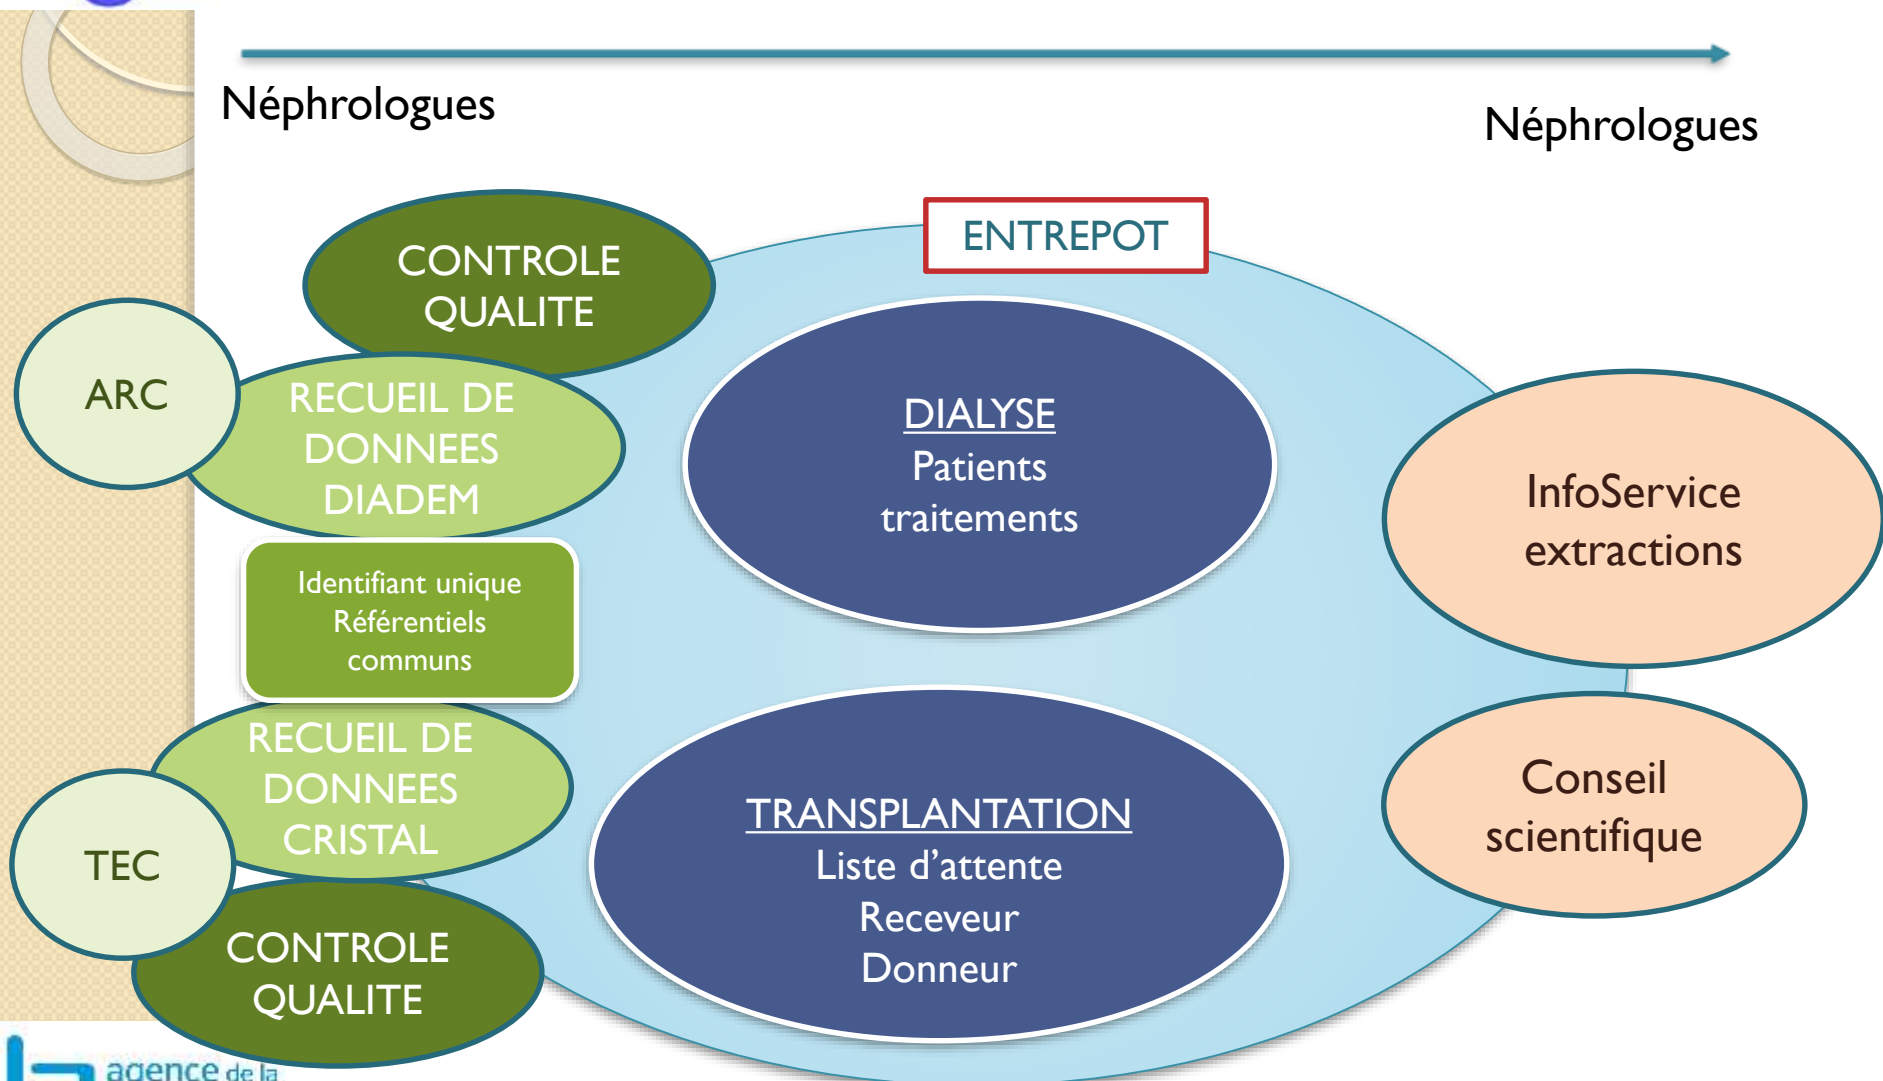 Néphrologues
Néphrologues
ENTREPOT
CONTROLE
QUALITE
ARC
RECUEIL DE
DONNEES
DIADEM
DIALYSE
Patients
traitements
InfoService
extractions
Identifiant unique
Référentiels
communs
RECUEIL DE
DONNEES
CRISTAL
TEC
CONTROLE
QUALITE
TRANSPLANTATION
Liste d’attente
Receveur
Donneur
Conseil
scientifique
agence de la